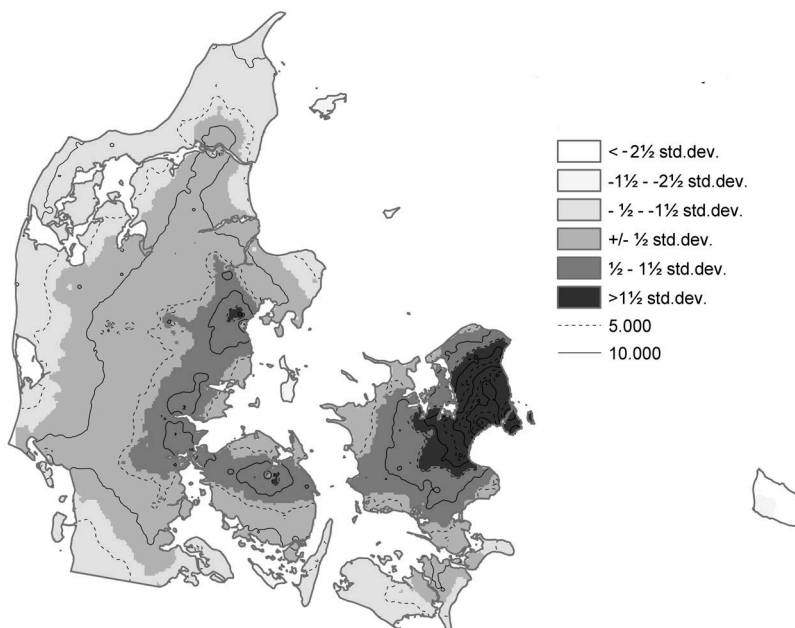 < -2½ std.dev.
-1½ - -2½ std.dev.
- ½ - -1½ std.dev.
+/- ½ std.dev.
½ - 1½ std.dev.
>1½ std.dev.
5.000
10.000